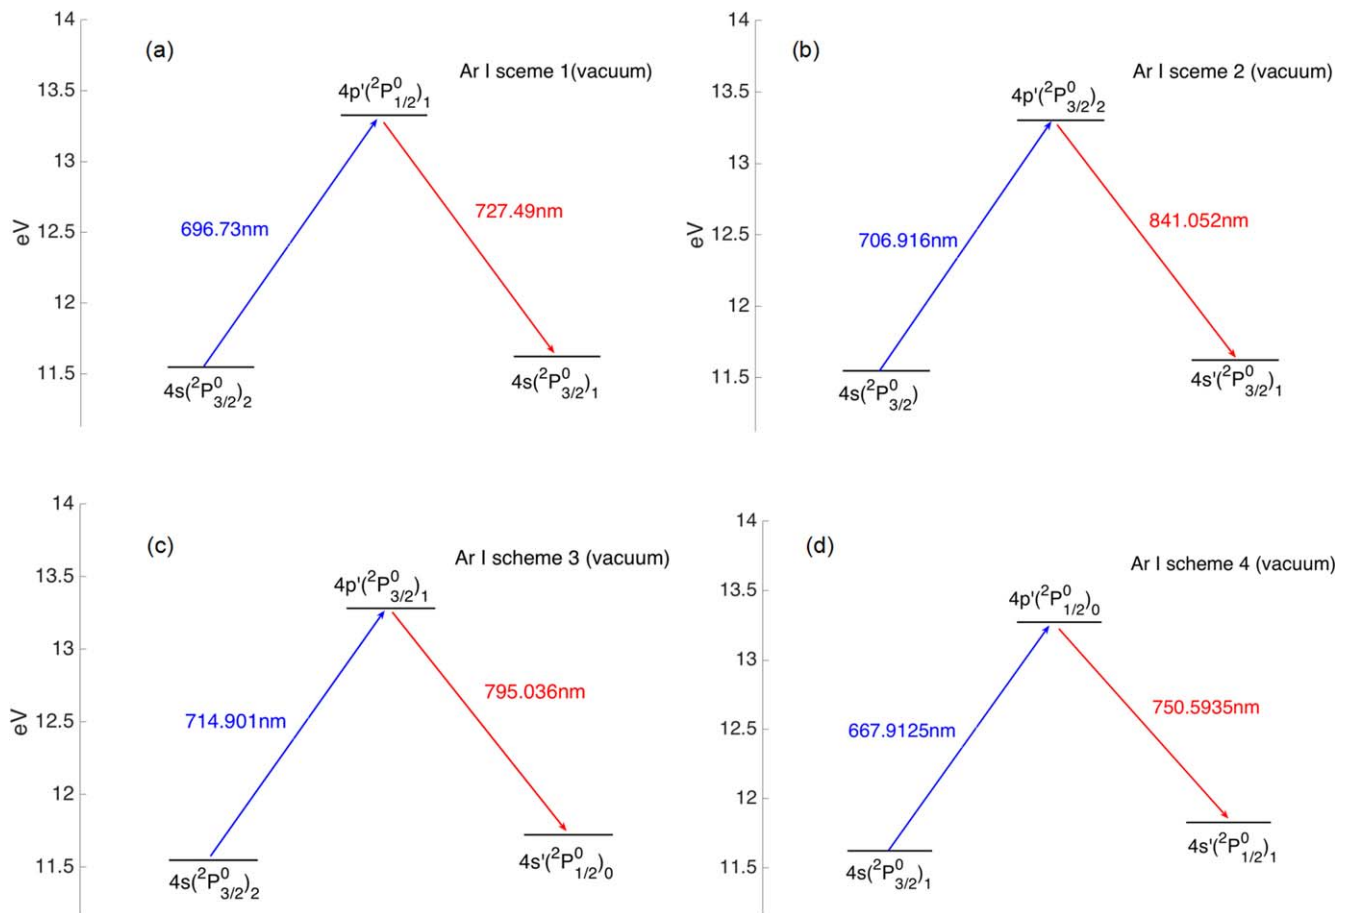 (a)
Ar I sceme 1(vacuum)
eV
14
13.5
13
12.5
12
11.5
4p'(²P⁰₁/₂)₁
696.73nm
727.49nm
4s(²P⁰₃/₂)₂
4s(²P⁰₃/₂)₁
(b)
Ar I sceme 2 (vacuum)
eV
14
13.5
13
12.5
12
11.5
4p'(²P⁰₃/₂)₂
706.916nm
841.052nm
4s(²P⁰₃/₂)
4s'(²P⁰₃/₂)₁
(c)
Ar I scheme 3 (vacuum)
eV
14
13.5
13
12.5
12
11.5
4p'(²P⁰₃/₂)₁
714.901nm
795.036nm
4s(²P⁰₃/₂)₂
4s'(²P⁰₁/₂)₀
(d)
Ar I scheme 4 (vacuum)
14
13.5
13
12.5
12
11.5
4p'(²P⁰₁/₂)₀
667.9125nm
750.5935nm
4s(²P⁰₃/₂)₁
4s'(²P⁰₁/₂)₁